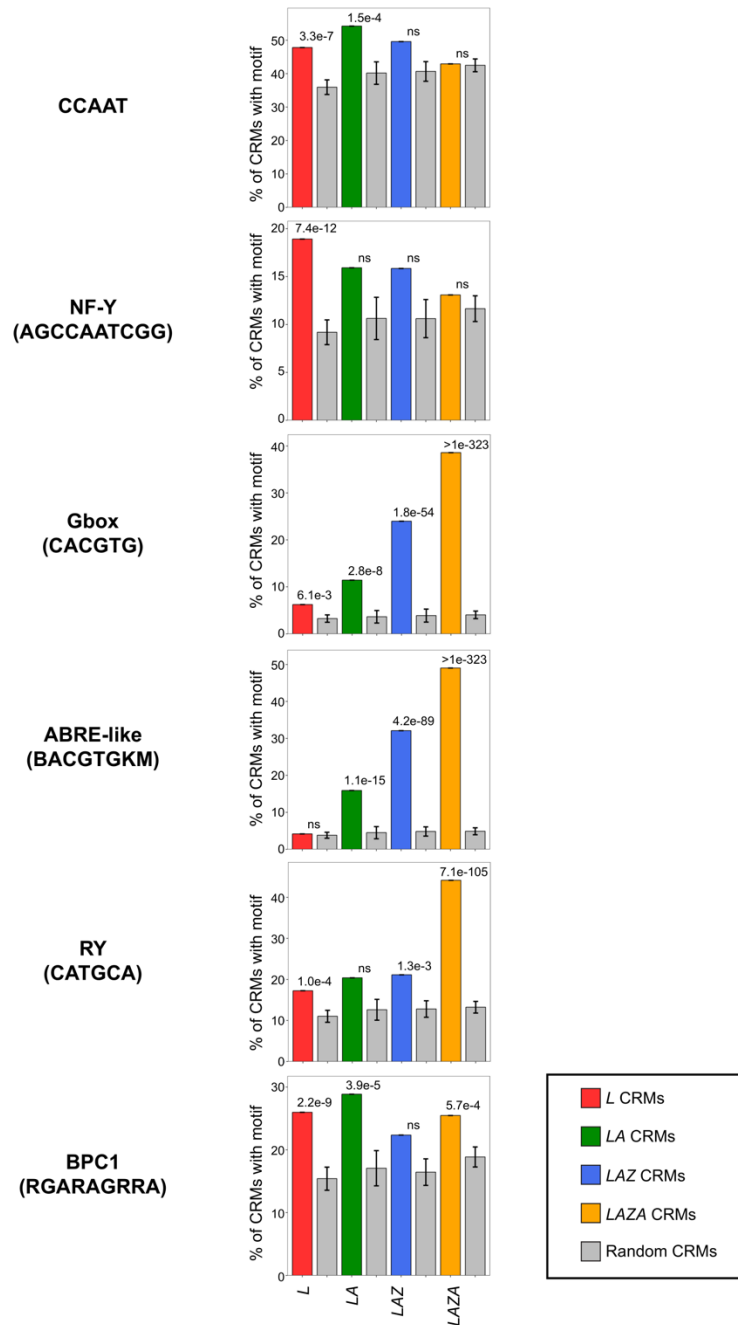 CCAAT
% of CRMs with motif
50
40
30
20
10
0
3.3e-7
1.5e-4
ns
ns
NF-Y
(AGCCAATCGG)
% of CRMs with motif
20
15
10
5
0
7.4e-12
ns
ns
ns
Gbox
(CACGTG)
% of CRMs with motif
40
30
20
10
0
6.1e-3
2.8e-8
1.8e-54
>1e-323
ABRE-like
(BACGTGKM)
% of CRMs with motif
50
40
30
20
10
0
ns
1.1e-15
4.2e-89
>1e-323
RY
(CATGCA)
% of CRMs with motif
40
30
20
10
0
1.0e-4
ns
1.3e-3
7.1e-105
BPC1
(RGARAGRRA)
% of CRMs with motif
30
20
10
0
2.2e-9
3.9e-5
ns
5.7e-4
L
LA
LAZ
LAZA
L CRMs
LA CRMs
LAZ CRMs
LAZA CRMs
Random CRMs